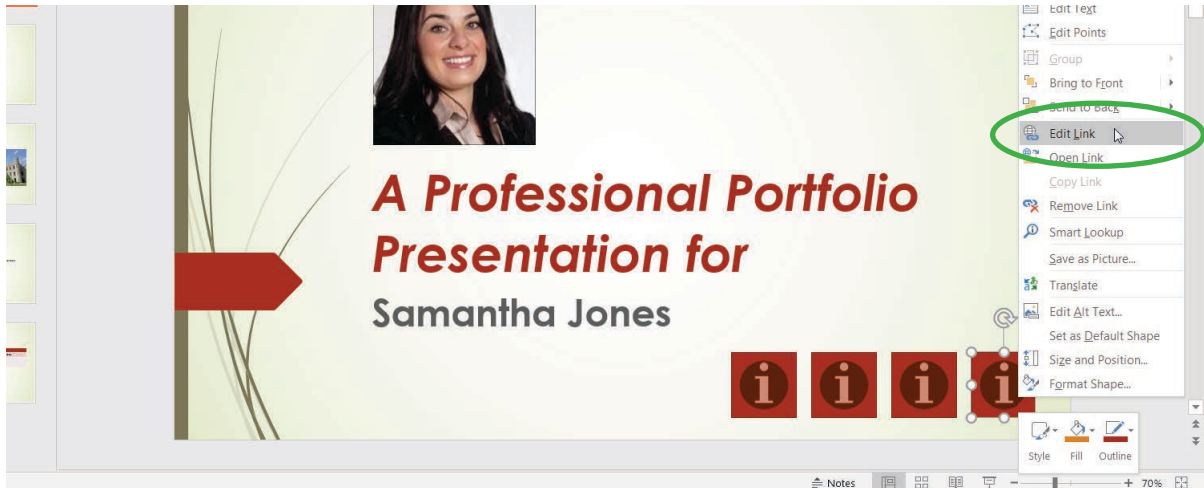 Edit Text
Edit Points
Group
Bring to Front
Send to Back
Edit Link
Open Link
Copy Link
Remove Link
Smart Lookup
Save as Picture...
Translate
Edit Alt Text...
Set as Default Shape
Size and Position...
Format Shape...
A Professional Portfolio
Presentation for
Samantha Jones
i i i i
Style Fill Outline
Notes 70%